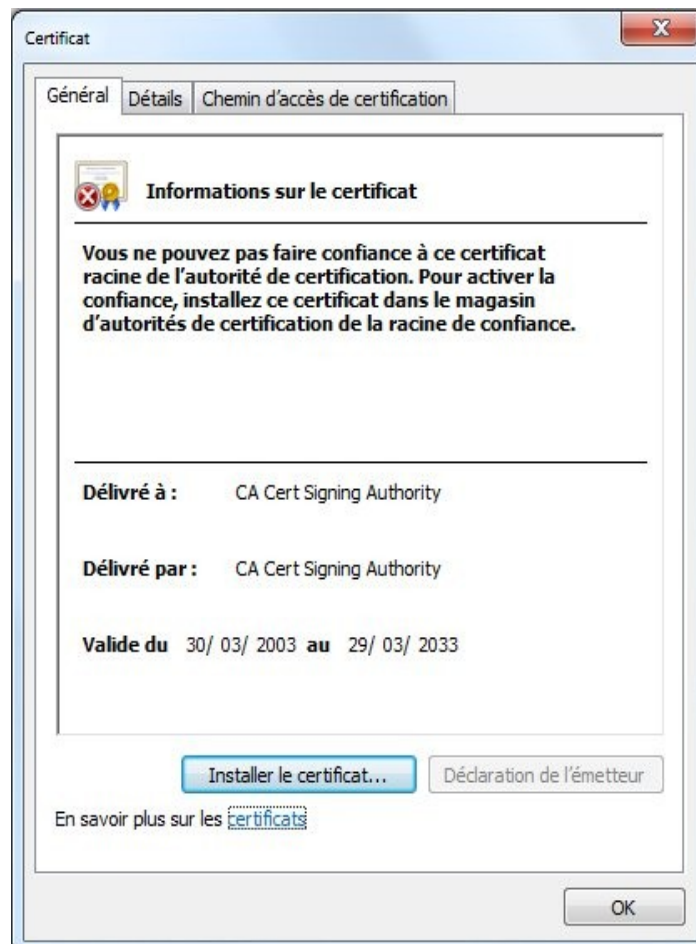 Certificat
X
Général
Détails
Chemin d'accès de certification
Informations sur le certificat
Vous ne pouvez pas faire confiance à ce certificat
racine de l'autorité de certification. Pour activer la
confiance, installez ce certificat dans le magasin
d'autorités de certification de la racine de confiance.
Délivré à : CA Cert Signing Authority
Délivré par : CA Cert Signing Authority
Valide du 30/ 03/ 2003 au 29/ 03/ 2033
Installer le certificat...
Déclaration de l'émetteur
En savoir plus sur les certificats
OK